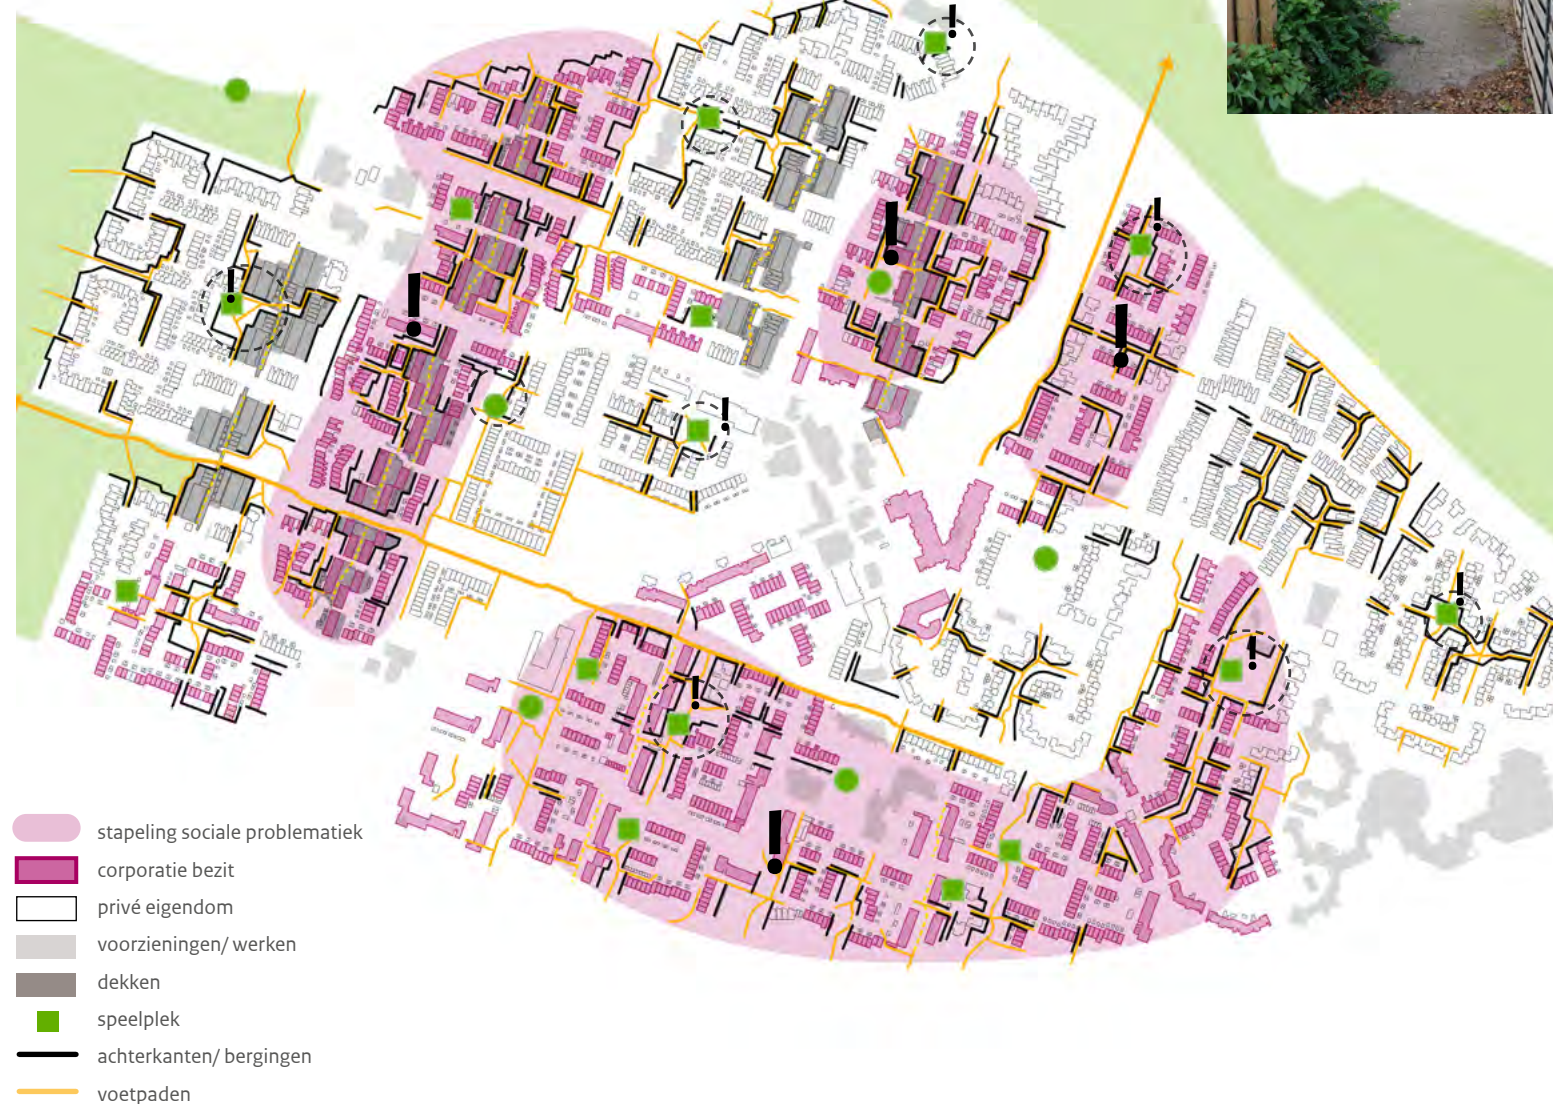 stapeling sociale problematiek
corporatie bezit
privé eigendom
voorzieningen/ werken
dekken
speelplek
achterkanten/ bergingen
voetpaden